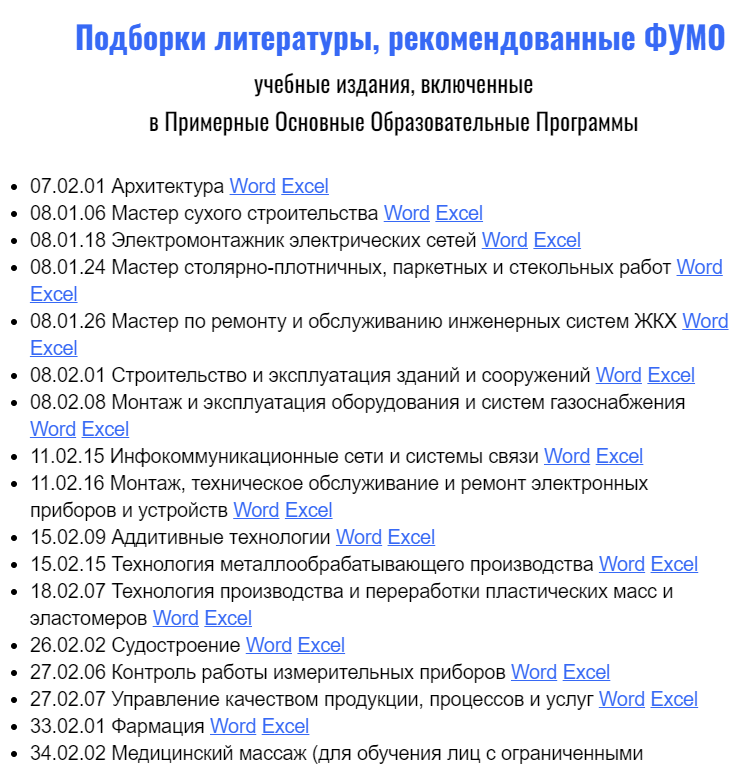 Подборки литературы, рекомендованные ФУМО
учебные издания, включенные
в Примерные Основные Образовательные Программы
• 07.02.01 Архитектура Word Excel
• 08.01.06 Мастер сухого строительства Word Excel
• 08.01.18 Электромонтажник электрических сетей Word Excel
• 08.01.24 Мастер столярно-плотничных, паркетных и стекольных работ Word
Excel
• 08.01.26 Мастер по ремонту и обслуживанию инженерных систем ЖКХ Word
Excel
• 08.02.01 Строительство и эксплуатация зданий и сооружений Word Excel
• 08.02.08 Монтаж и эксплуатация оборудования и систем газоснабжения
Word Excel
• 11.02.15 Инфокоммуникационные сети и системы связи Word Excel
• 11.02.16 Монтаж, техническое обслуживание и ремонт электронных
приборов и устройств Word Excel
• 15.02.09 Аддитивные технологии Word Excel
• 15.02.15 Технология металлообрабатывающего производства Word Excel
• 18.02.07 Технология производства и переработки пластических масс и
эластомеров Word Excel
• 26.02.02 Судостроение Word Excel
• 27.02.06 Контроль работы измерительных приборов Word Excel
• 27.02.07 Управление качеством продукции, процессов и услуг Word Excel
• 33.02.01 Фармация Word Excel
• 34.02.02 Медицинский массаж (для обучения лиц с ограниченными